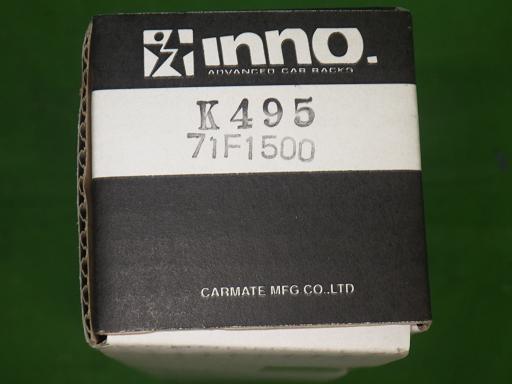 INNO.
ADVANCED CAR RACKS
K495
71F1500
CARMATE MFG CO.,LTD